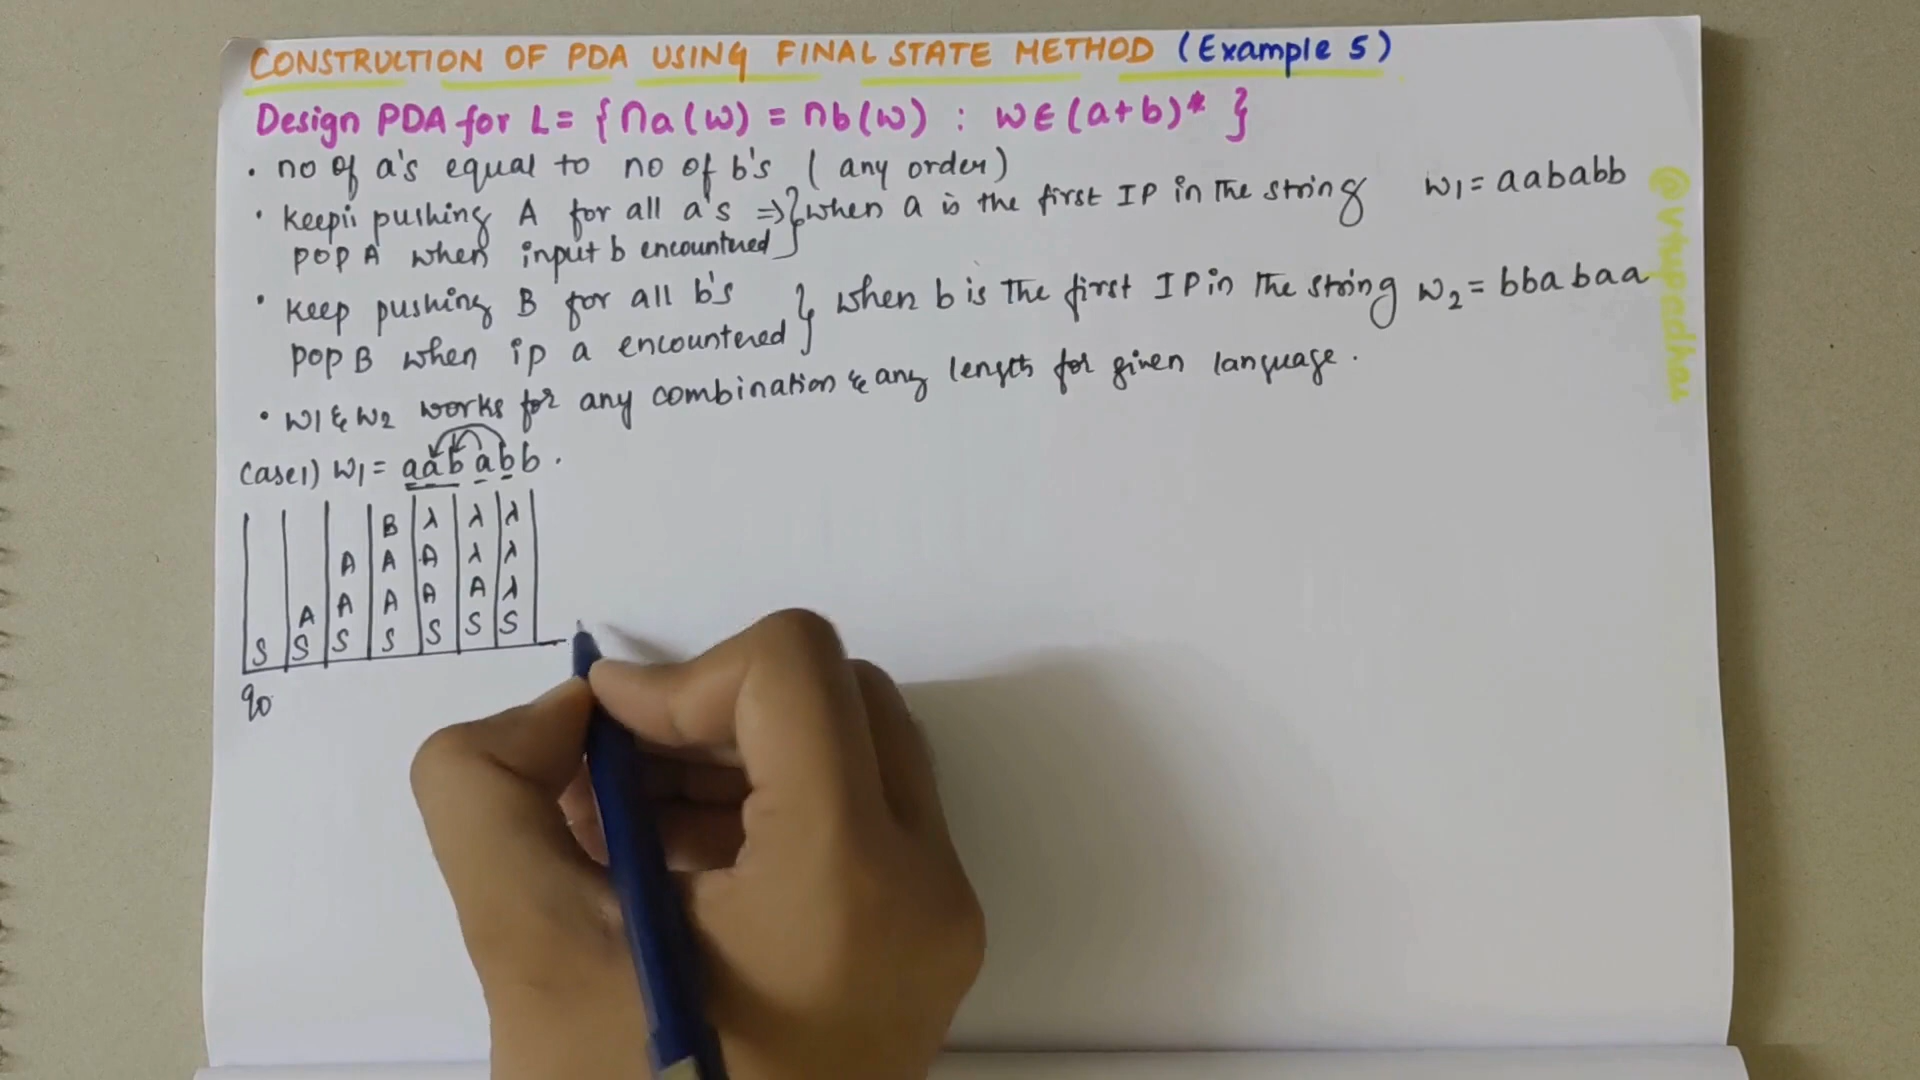 CONSTRUCTION OF PDA USING FINAL STATE METHOD (Example 5)
Design PDA for L = { na(w) = nb(w) : w∈(a+b)* }
• no of a's equal to no of b's (any order)
• keepii pushing A for all a's => } when a is the first IP in the string w1 = aababb
pop A when input b encountered
• keep pushing B for all b's } when b is the first IP in the string w2 = bbabaa
pop B when ip a encountered
• w1 & w2 works for any combination & any length for given language.
Case1) w1 = aababb.
B λ λ λ
A A A λ λ
A A A A A λ
S S S S S S S
q0
@Vrupedhas